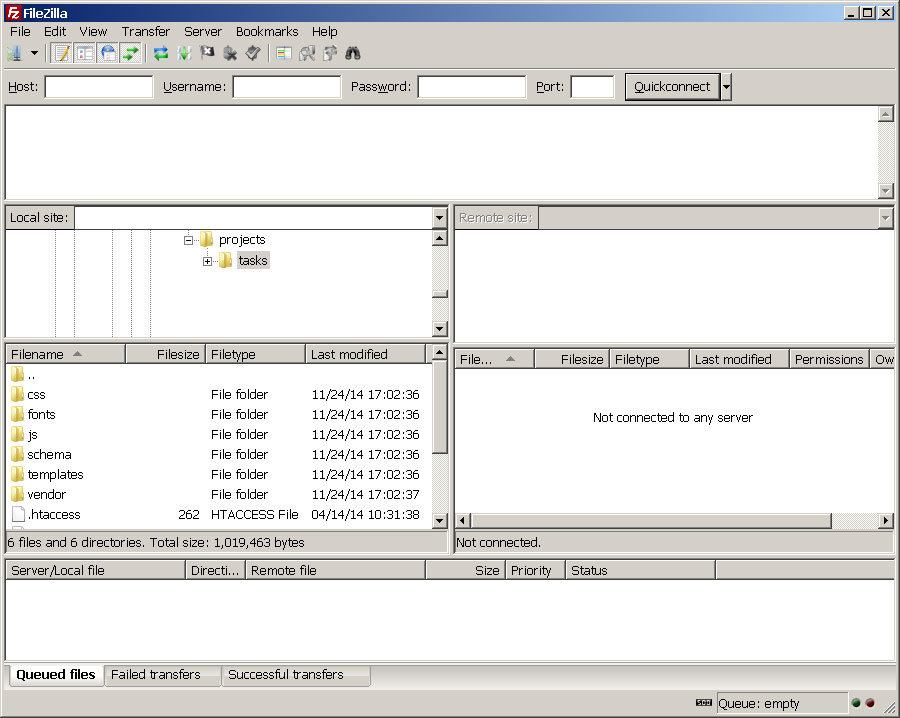 FileZilla
File Edit View Transfer Server Bookmarks Help
Host: Username: Password: Port: Quickconnect
Local site: Remote site:
projects
tasks
Filename Filesize Filetype Last modified
..
css File folder 11/24/14 17:02:36
fonts File folder 11/24/14 17:02:36
js File folder 11/24/14 17:02:36
schema File folder 11/24/14 17:02:36
templates File folder 11/24/14 17:02:36
vendor File folder 11/24/14 17:02:37
.htaccess 262 HTACCESS File 04/14/14 10:31:38
6 files and 6 directories. Total size: 1,019,463 bytes
File... Filesize Filetype Last modified Permissions Ow
Not connected to any server
Not connected.
Server/Local file Directi... Remote file Size Priority Status
Queued files Failed transfers Successful transfers
Queue: empty